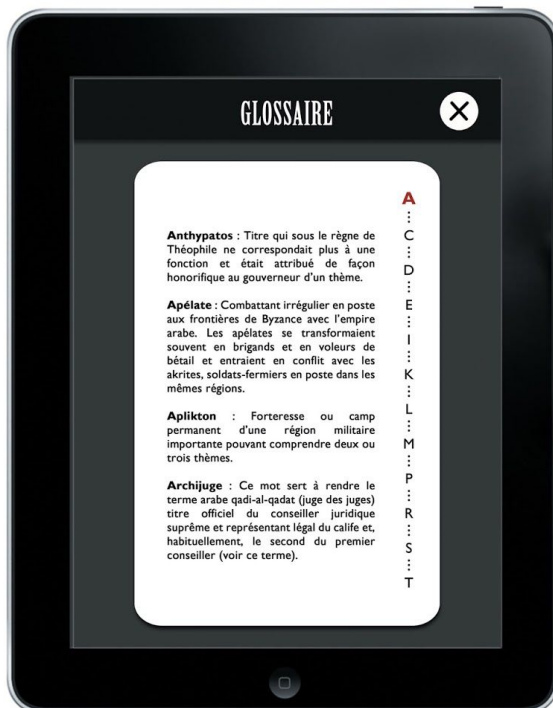 GLOSSAIRE
Anthypatos : Titre qui sous le règne de
Théophile ne correspondait plus à une
fonction et était attribué de façon
honorifique au gouverneur d'un thème.
Apélate : Combattant irrégulier en poste
aux frontières de Byzance avec l'empire
arabe. Les apélates se transformaient
souvent en brigands et en voleurs de
bétail et entraient en conflit avec les
akrites, soldats-fermiers en poste dans les
mêmes régions.
Aplikton : Forteresse ou camp
permanent d'une région militaire
importante pouvant comprendre deux ou
trois thèmes.
Archijuge : Ce mot sert à rendre le
terme arabe qadi-al-qadat (juge des juges)
titre officiel du conseiller juridique
suprême et représentant légal du calife et,
habituellement, le second du premier
conseiller (voir ce terme).
A
C
D
E
I
K
L
M
P
R
S
T